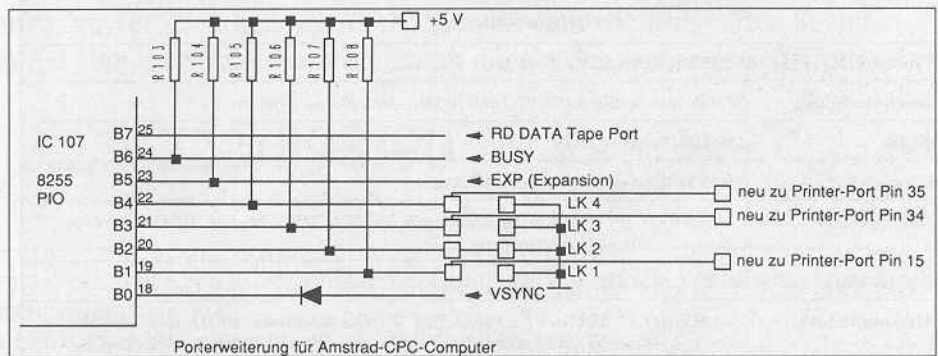 +5 V
R103
R104
R105
R106
R107
R108
IC 107
8255
PIO
B7 25
RD DATA Tape Port
B6 24
BUSY
B5 23
EXP (Expansion)
B4 22
LK 4
neu zu Printer-Port Pin 35
B3 21
LK 3
neu zu Printer-Port Pin 34
B2 20
LK 2
B1 19
LK 1
neu zu Printer-Port Pin 15
B0 18
VSYNC
Porterweiterung für Amstrad-CPC-Computer